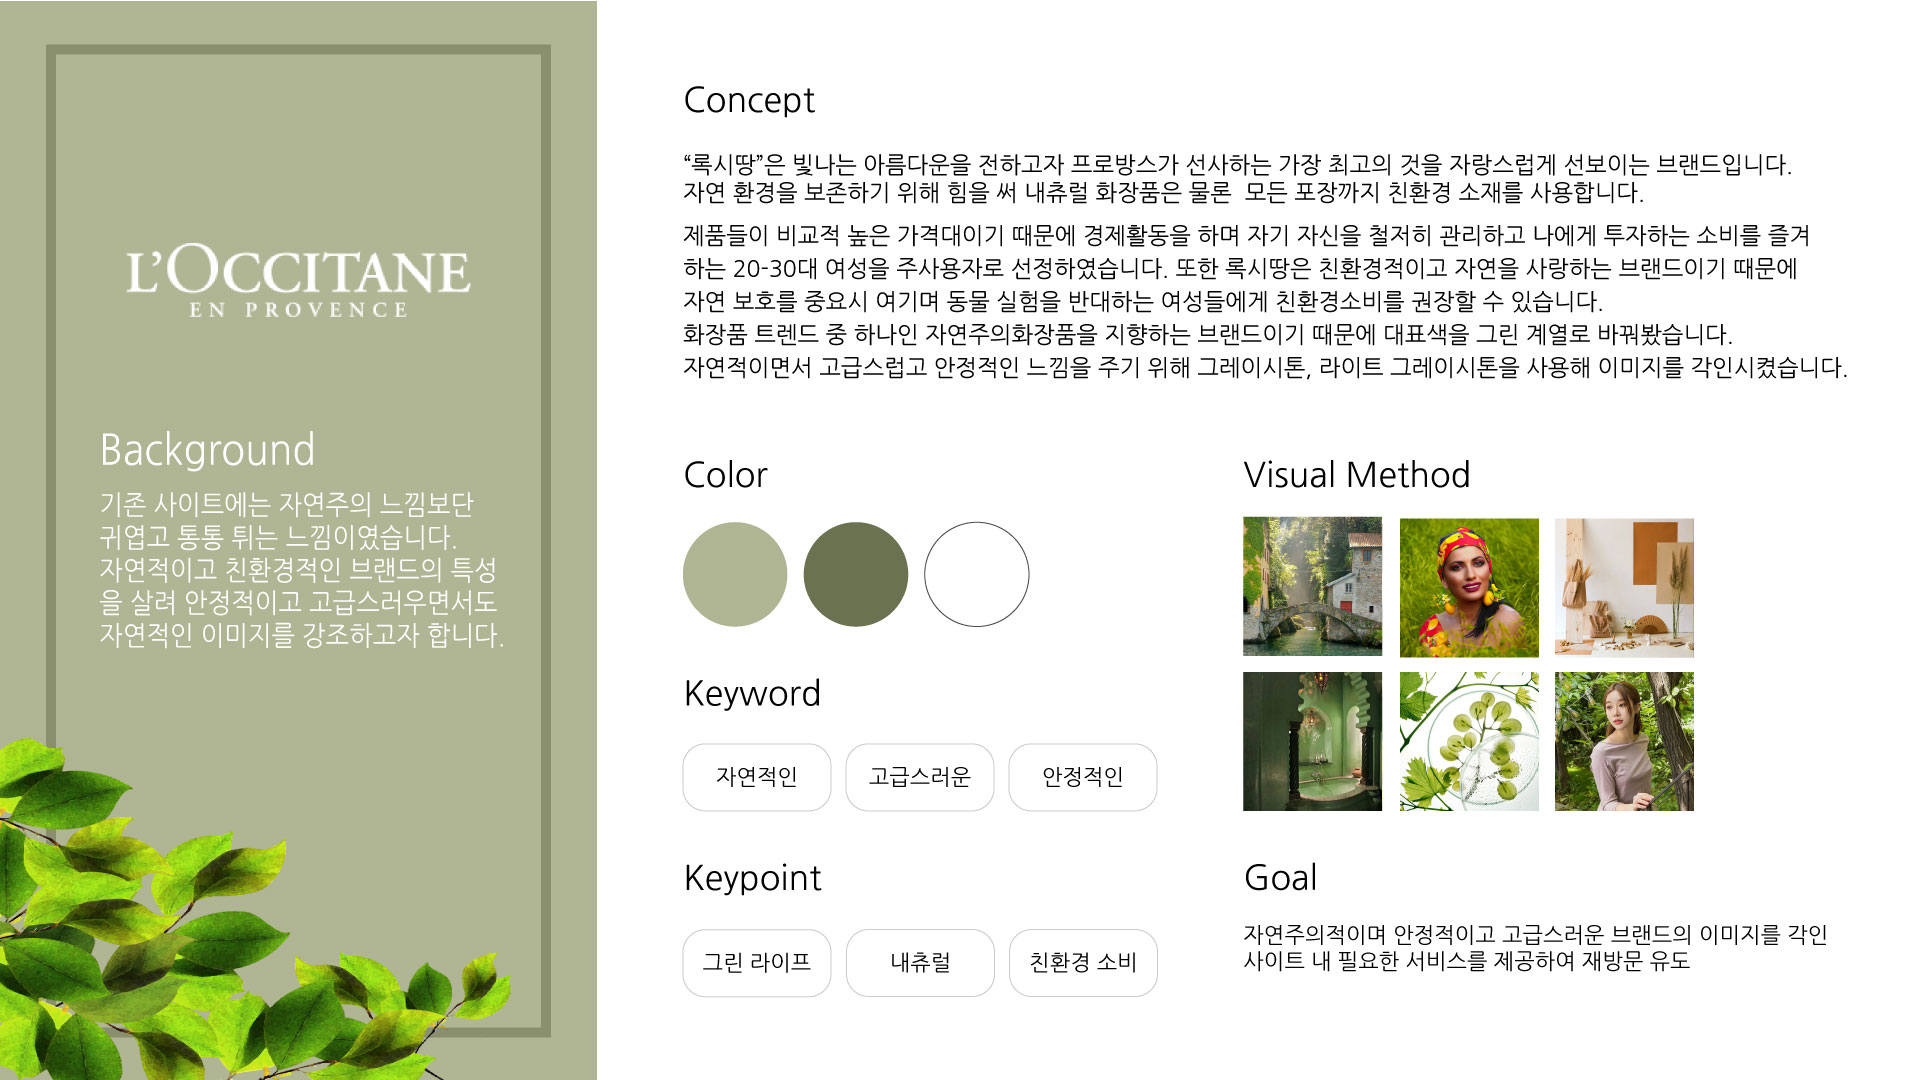 L'OCCITANE
EN PROVENCE
Background
기존 사이트에는 자연주의 느낌보단
귀엽고 통통 튀는 느낌이였습니다.
자연적이고 친환경적인 브랜드의 특성
을 살려 안정적이고 고급스러우면서도
자연적인 이미지를 강조하고자 합니다.
Concept
“록시땅”은 빛나는 아름다운을 전하고자 프로방스가 선사하는 가장 최고의 것을 자랑스럽게 선보이는 브랜드입니다.
자연 환경을 보존하기 위해 힘을 써 내츄럴 화장품은 물론 모든 포장까지 친환경 소재를 사용합니다.
제품들이 비교적 높은 가격대이기 때문에 경제활동을 하며 자기 자신을 철저히 관리하고 나에게 투자하는 소비를 즐겨
하는 20-30대 여성을 주사용자로 선정하였습니다. 또한 록시땅은 친환경적이고 자연을 사랑하는 브랜드이기 때문에
자연 보호를 중요시 여기며 동물 실험을 반대하는 여성들에게 친환경소비를 권장할 수 있습니다.
화장품 트렌드 중 하나인 자연주의화장품을 지향하는 브랜드이기 때문에 대표색을 그린 계열로 바꿔봤습니다.
자연적이면서 고급스럽고 안정적인 느낌을 주기 위해 그레이시톤, 라이트 그레이시톤을 사용해 이미지를 각인시켰습니다.
Color
Visual Method
Keyword
자연적인
고급스러운
안정적인
Keypoint
그린 라이프
내츄럴
친환경 소비
Goal
자연주의적이며 안정적이고 고급스러운 브랜드의 이미지를 각인
사이트 내 필요한 서비스를 제공하여 재방문 유도